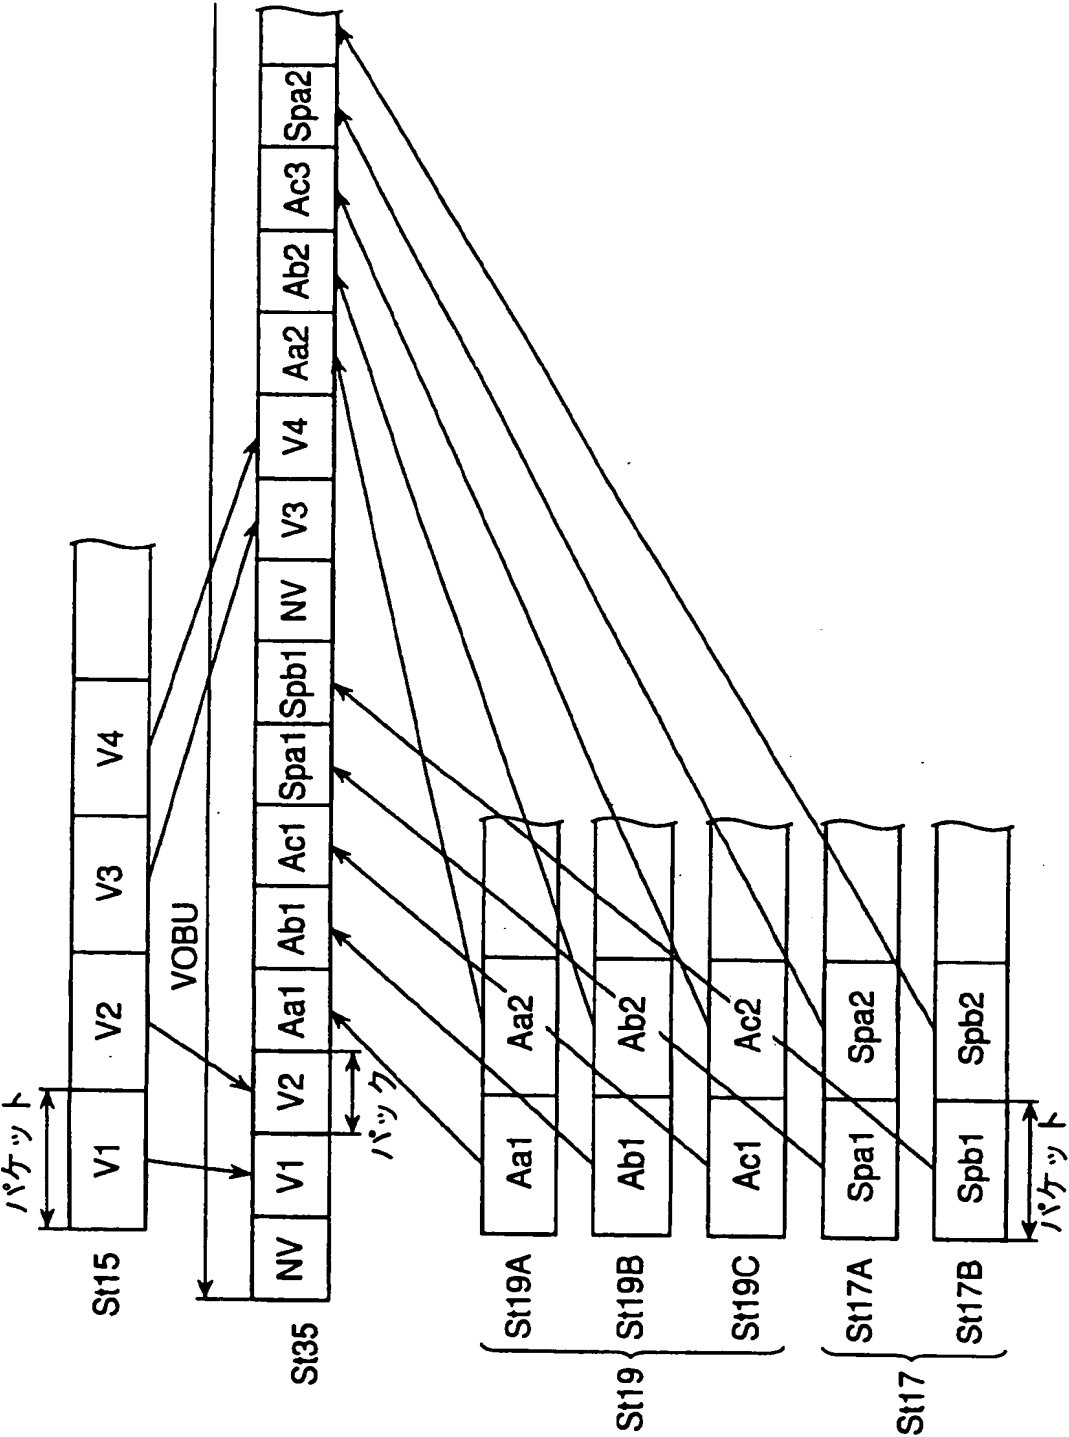 パケット
St15 V1 V2 V3 V4
VOBU
St35 NV V1 V2 Aa1 Ab1 Ac1 Spa1 Spb1 NV V3 V4 Aa2 Ab2 Ac3 Spa2
パック
St19
St19A Aa1 Aa2
St19B Ab1 Ab2
St19C Ac1 Ac2
St17
St17A Spa1 Spa2
St17B Spb1 Spb2
パケット